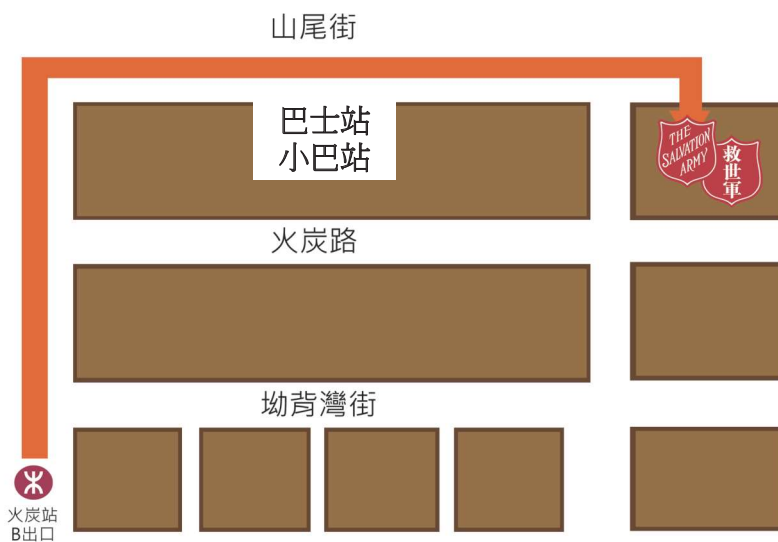 山尾街
巴士站
小巴站
THE
SALVATION
ARMY
救世軍
火炭路
坳背灣街
火炭站
B出口